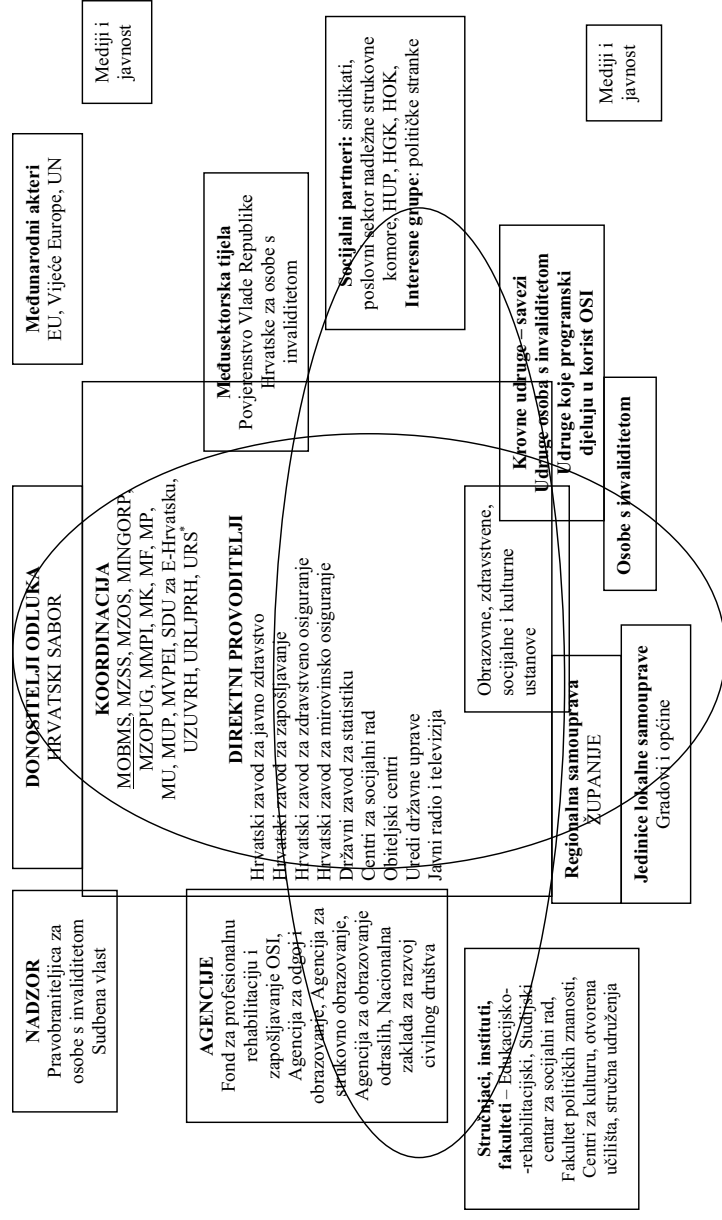 NADZOR
Pravobraniteljica za
osobe s invaliditetom
Sudbena vlast
DONOSITELJI ODLUKA
HRVATSKI SABOR
Međunarodni akteri
EU, Vijeće Europe, UN
Mediji i
javnost
KOORDINACIJA
MOBMS, MZSS, MZOS, MINGORP,
MZOPUG, MMPI, MK, MF, MP,
MU, MUP, MVPEI, SDU za E-Hrvatsku,
UZUVRH, URLJPRH, URS*
AGENCIJE
Fond za profesionalnu
rehabilitaciju i
zapošljavanje OSI,
Agencija za odgoj i
obrazovanje, Agencija za
strukovno obrazovanje,
Agencija za obrazovanje
odraslih, Nacionalna
zaklada za razvoj
civilnog društva
DIREKTNI PROVODITELJI
Hrvatski zavod za javno zdravstvo
Hrvatski zavod za zapošljavanje
Hrvatski zavod za zdravstveno osiguranje
Hrvatski zavod za mirovinsko osiguranje
Državni zavod za statistiku
Centri za socijalni rad
Obiteljski centri
Uredi državne uprave
Javni radio i televizija
Međusektorska tijela
Povjerenstvo Vlade Republike
Hrvatske za osobe s
invaliditetom
Socijalni partneri: sindikati,
poslovni sektor nadležne strukovne
komore, HUP, HGK, HOK,
Interesne grupe: političke stranke
Stručnjaci, instituti,
fakulteti – Edukacijsko-
-rehabilitacijski, Studijski
centar za socijalni rad,
Fakultet političkih znanosti,
Centri za kulturu, otvorena
učilišta, stručna udruženja
Obrazovne, zdravstvene,
socijalne i kulturne
ustanove
Krovne udruge – savezi
Udruge osoba s invaliditetom
Udruge koje programski
djeluju u korist OSI
Regionalna samouprava
ŽUPANIJE
Jedinice lokalne samouprave
Gradovi i općine
Osobe s invaliditetom
Mediji i
javnost